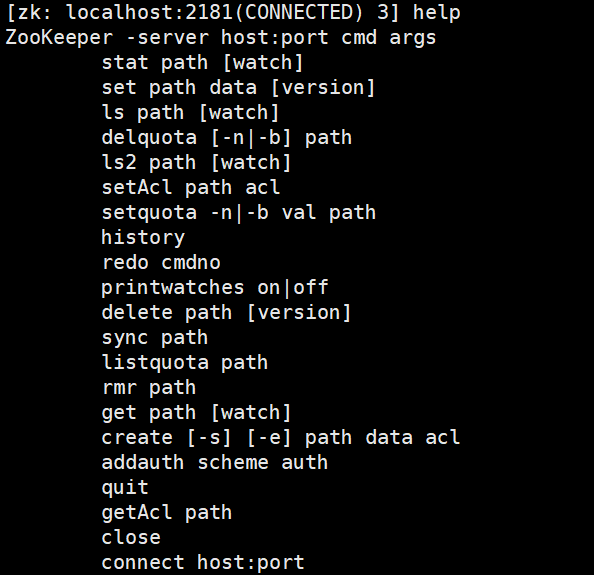 [zk: localhost:2181(CONNECTED) 3] help
ZooKeeper -server host:port cmd args
stat path [watch]
set path data [version]
ls path [watch]
delquota [-n|-b] path
ls2 path [watch]
setAcl path acl
setquota -n|-b val path
history
redo cmdno
printwatches on|off
delete path [version]
sync path
listquota path
rmr path
get path [watch]
create [-s] [-e] path data acl
addauth scheme auth
quit
getAcl path
close
connect host:port